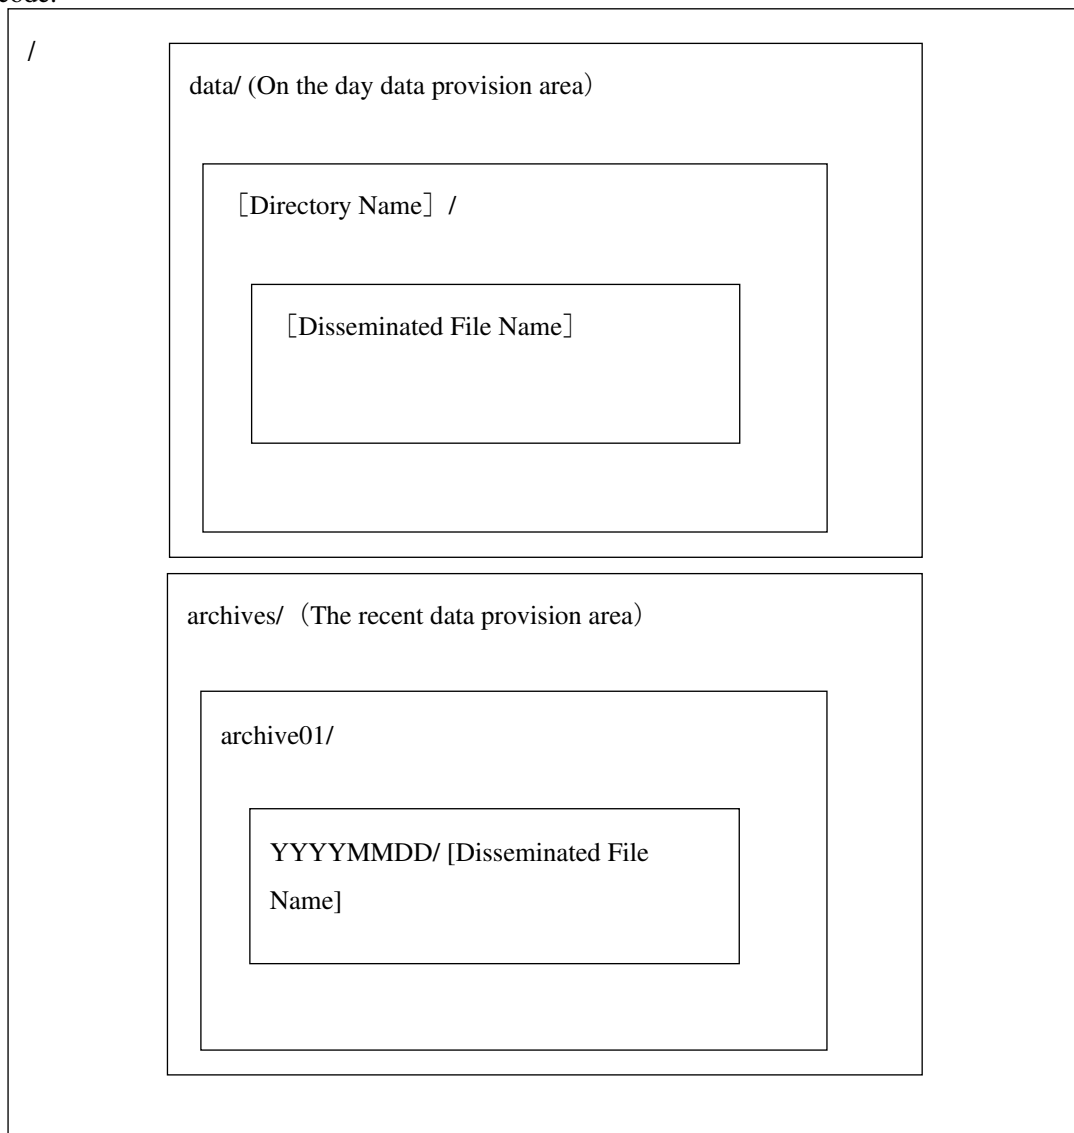 code.
/
data/ (On the day data provision area）
［Directory Name］ /
［Disseminated File Name］
archives/ （The recent data provision area）
archive01/
YYYYMMDD/ [Disseminated File
Name]